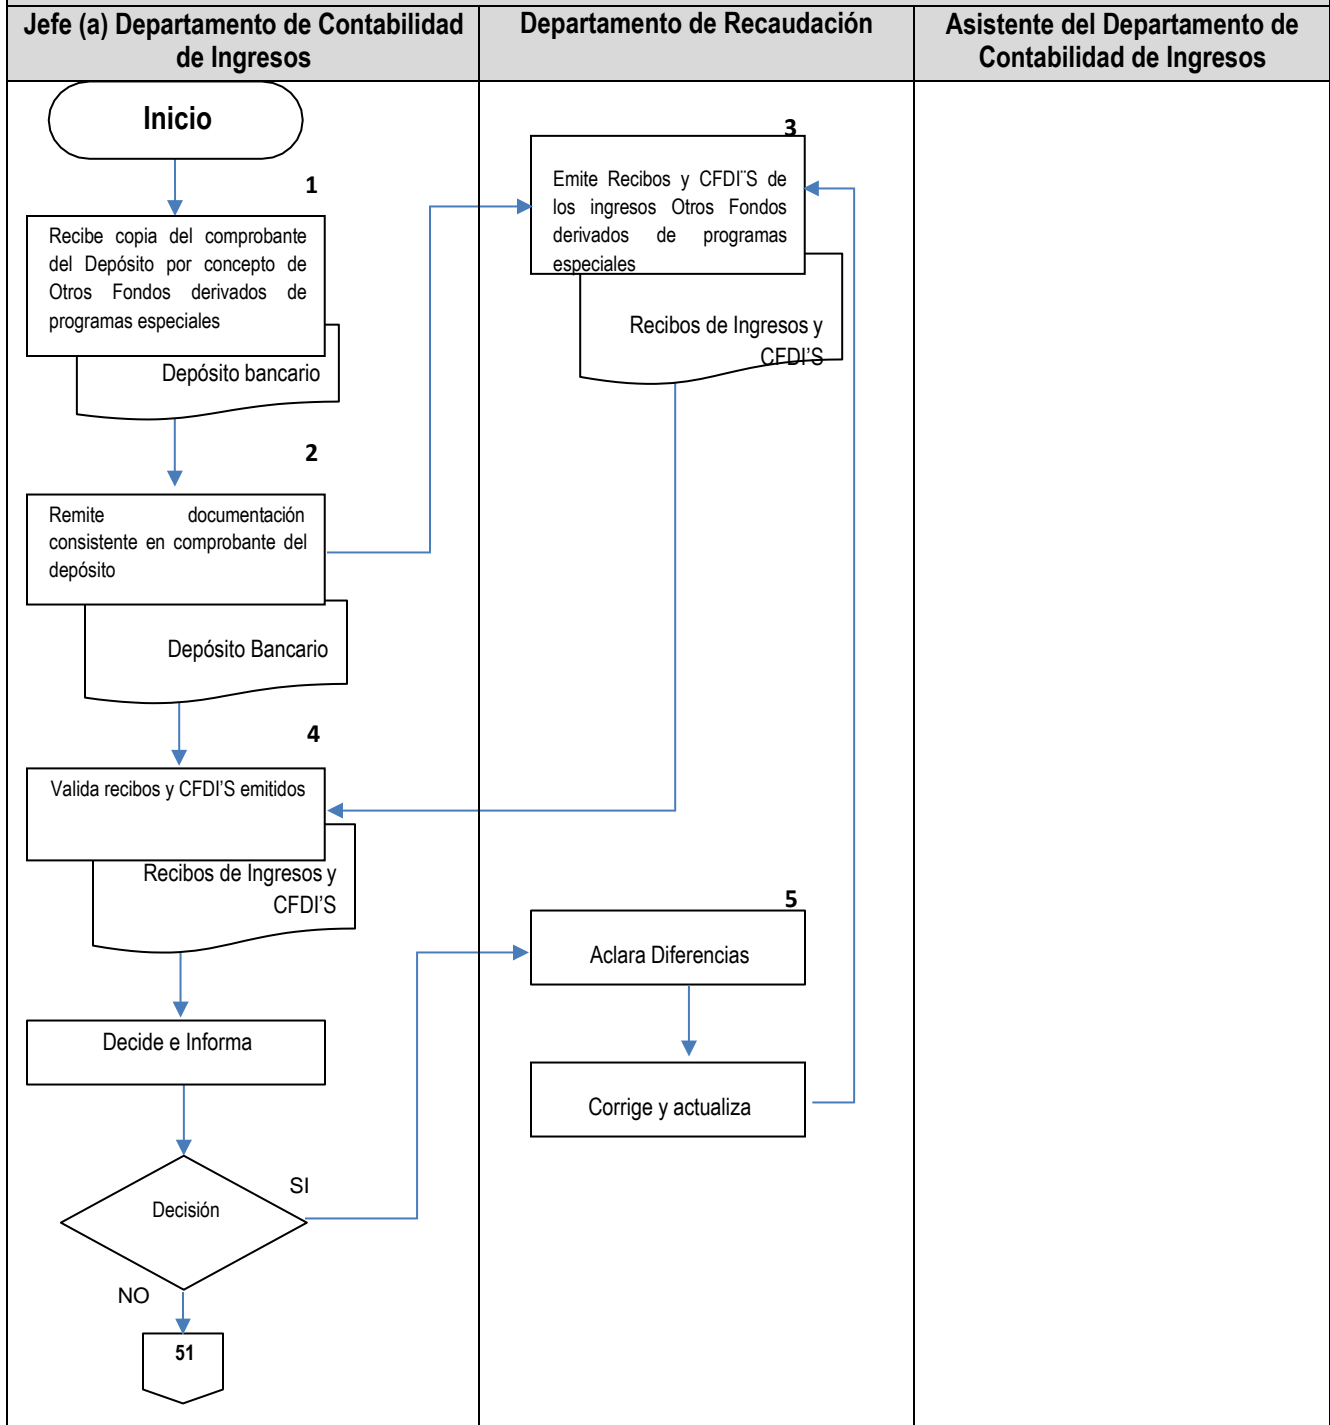 Jefe (a) Departamento de Contabilidad
de Ingresos
Departamento de Recaudación
Asistente del Departamento de
Contabilidad de Ingresos
Inicio
1
Recibe copia del comprobante
del Depósito por concepto de
Otros Fondos derivados de
programas especiales
Depósito bancario
2
Remite documentación
consistente en comprobante del
depósito
Depósito Bancario
3
Emite Recibos y CFDI¨S de
los ingresos Otros Fondos
derivados de programas
especiales
Recibos de Ingresos y
CFDI'S
4
Valida recibos y CFDI'S emitidos
Recibos de Ingresos y
CFDI'S
Decide e Informa
Decisión
SI
NO
51
5
Aclara Diferencias
Corrige y actualiza